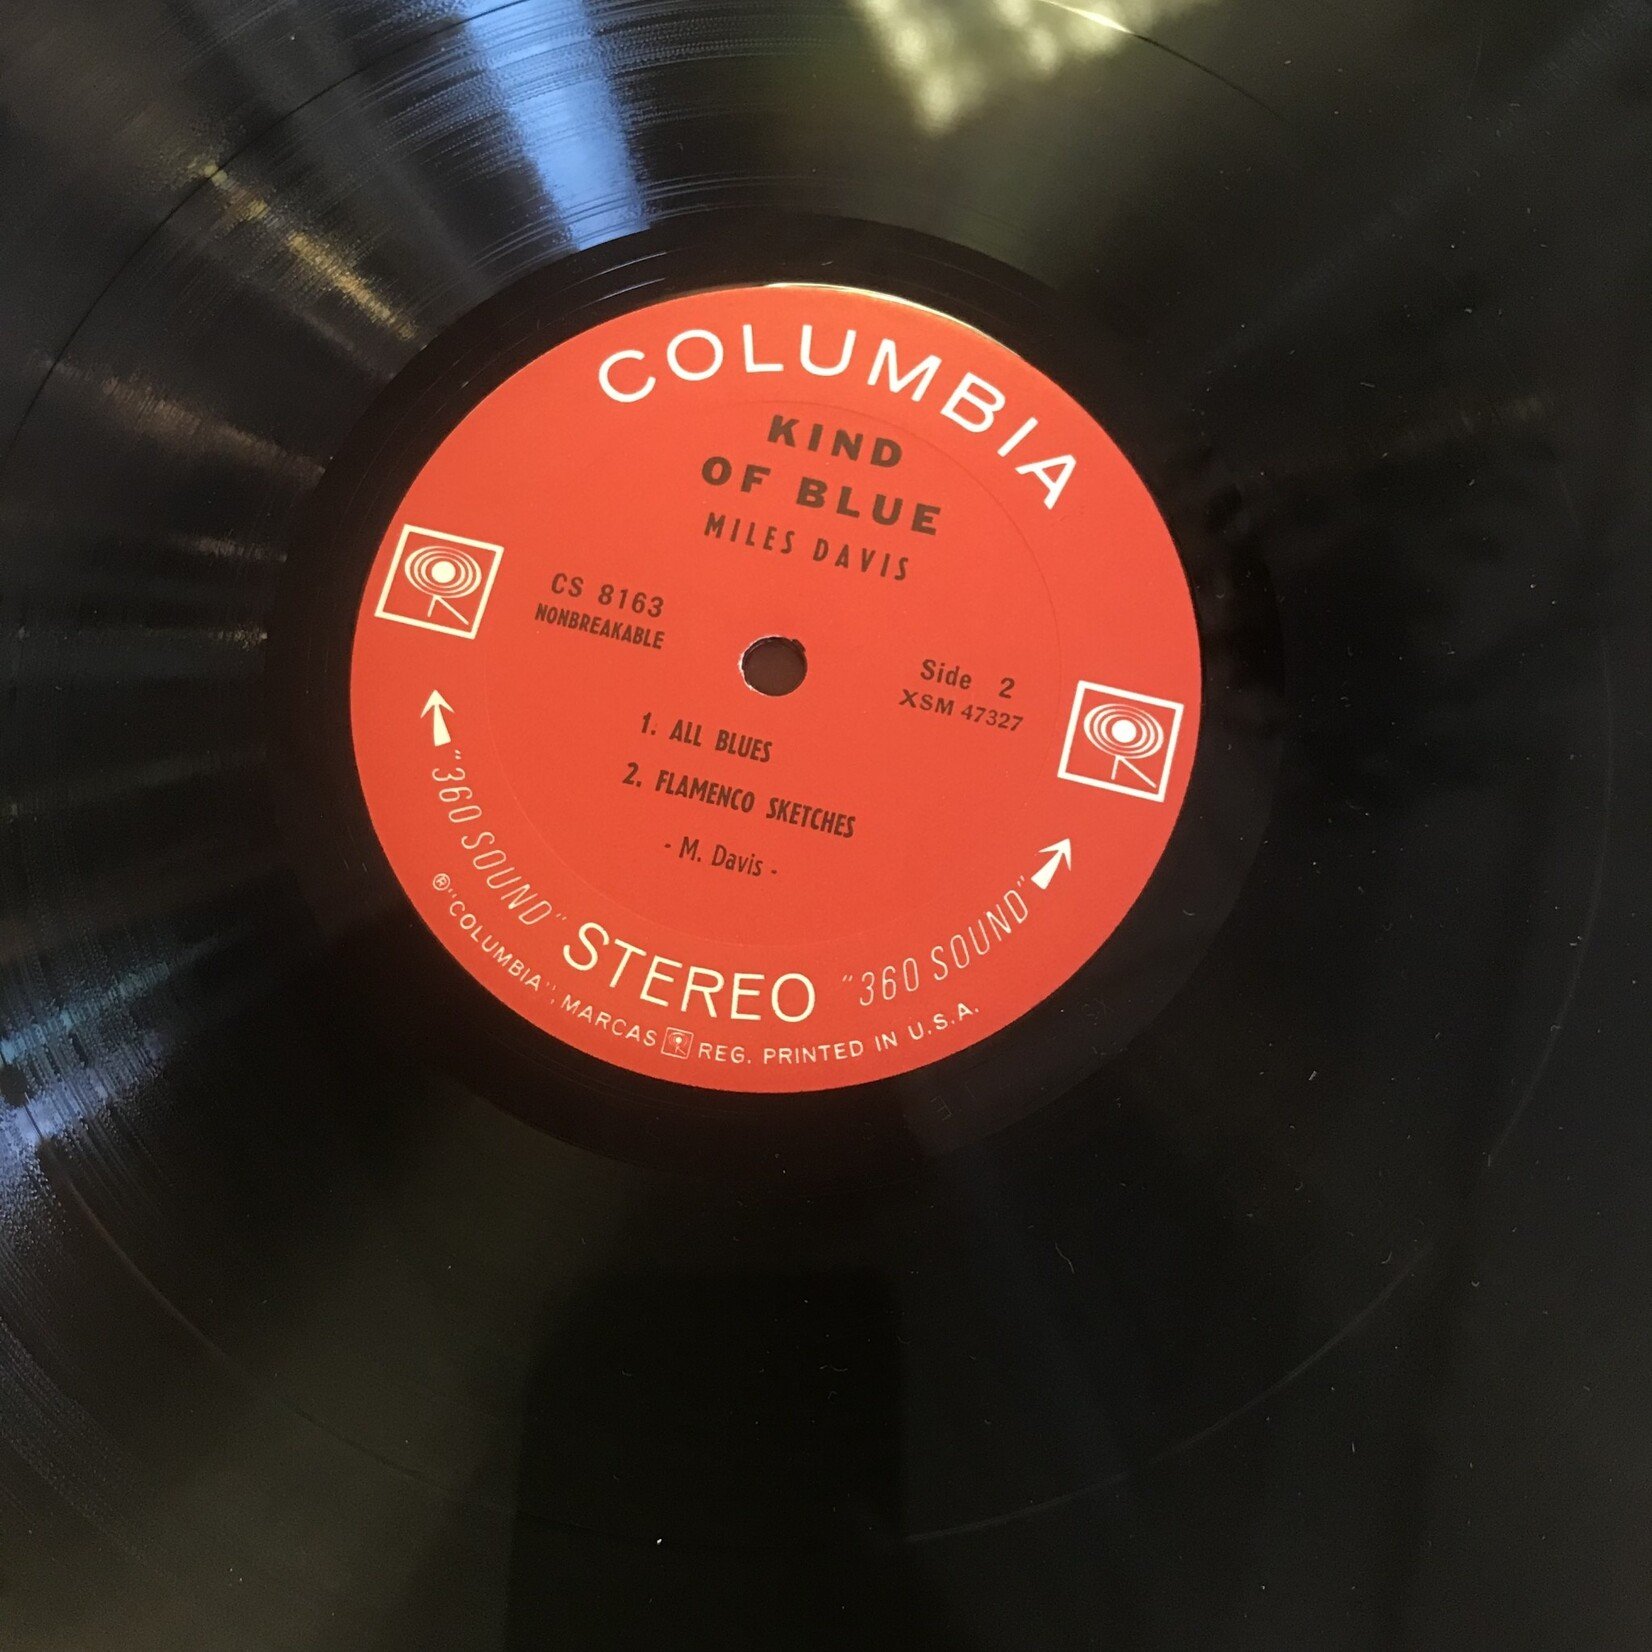 COLUMBIA
KIND
OF BLUE
MILES DAVIS
CS 8163
NONBREAKABLE
Side 2
XSM 47327
1. ALL BLUES
2. FLAMENCO SKETCHES
- M. Davis -
"360 SOUND" STEREO "360 SOUND"
®"COLUMBIA", MARCAS REG. PRINTED IN U.S.A.